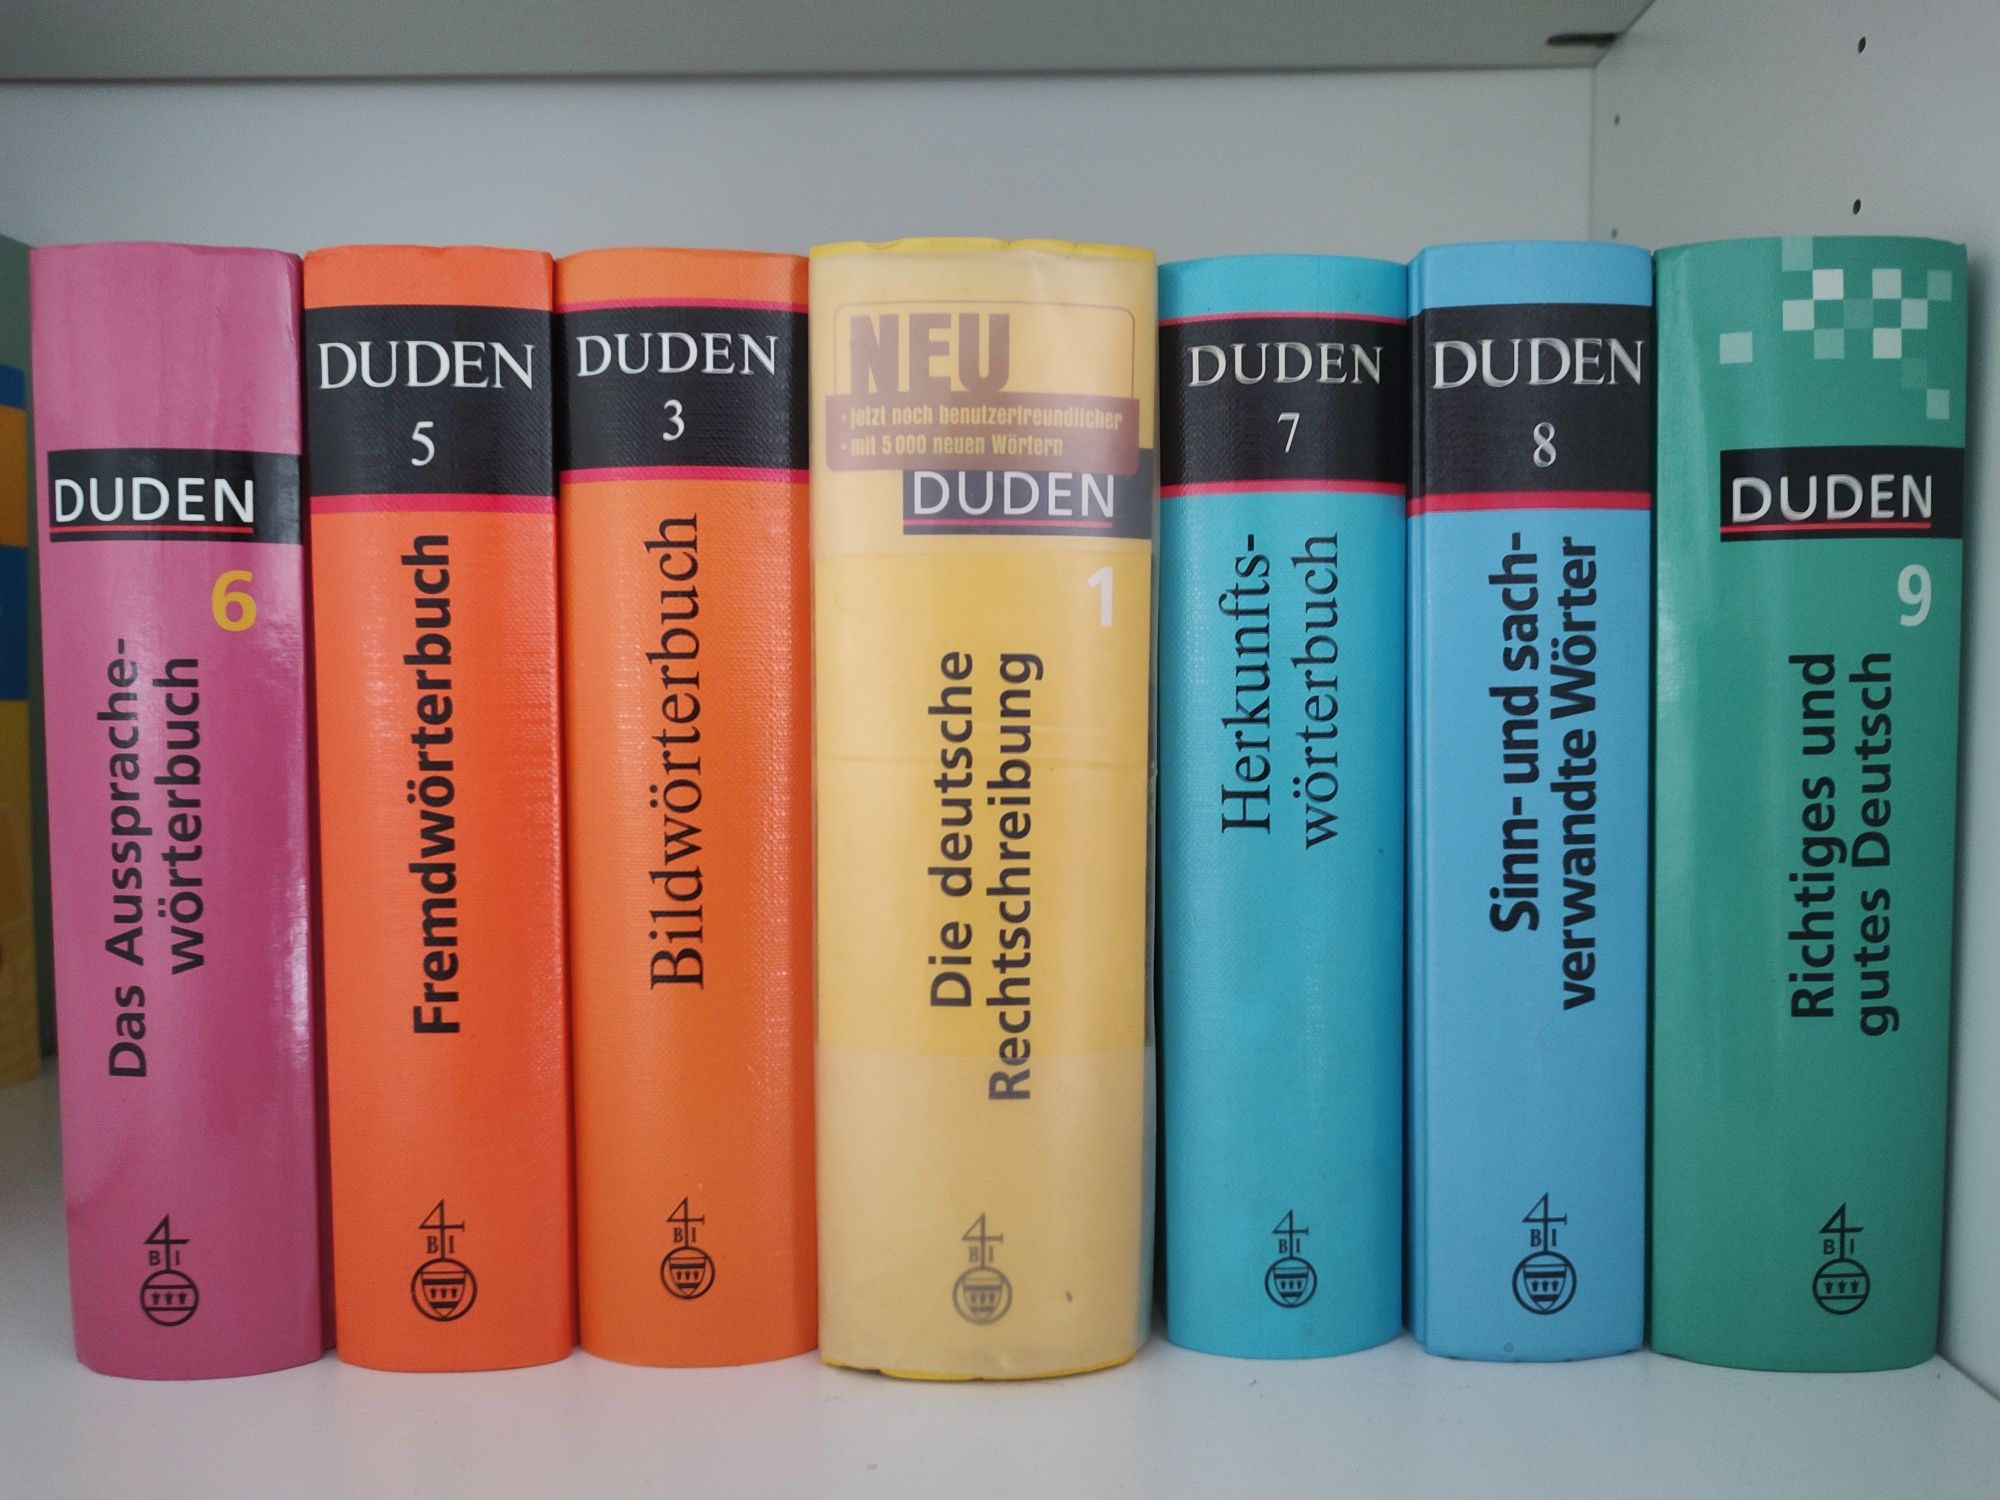 DUDEN
6
Das Aussprache-
wörterbuch
B I
DUDEN
5
Fremdwörterbuch
B I
DUDEN
3
Bildwörterbuch
B I
NEU
· jetzt noch benutzerfreundlicher
· mit 5 000 neuen Wörtern
DUDEN
1
Die deutsche
Rechtschreibung
B I
DUDEN
7
Herkunfts-
wörterbuch
B I
DUDEN
8
Sinn- und sach-
verwandte Wörter
B I
DUDEN
9
Richtiges und
gutes Deutsch
B I